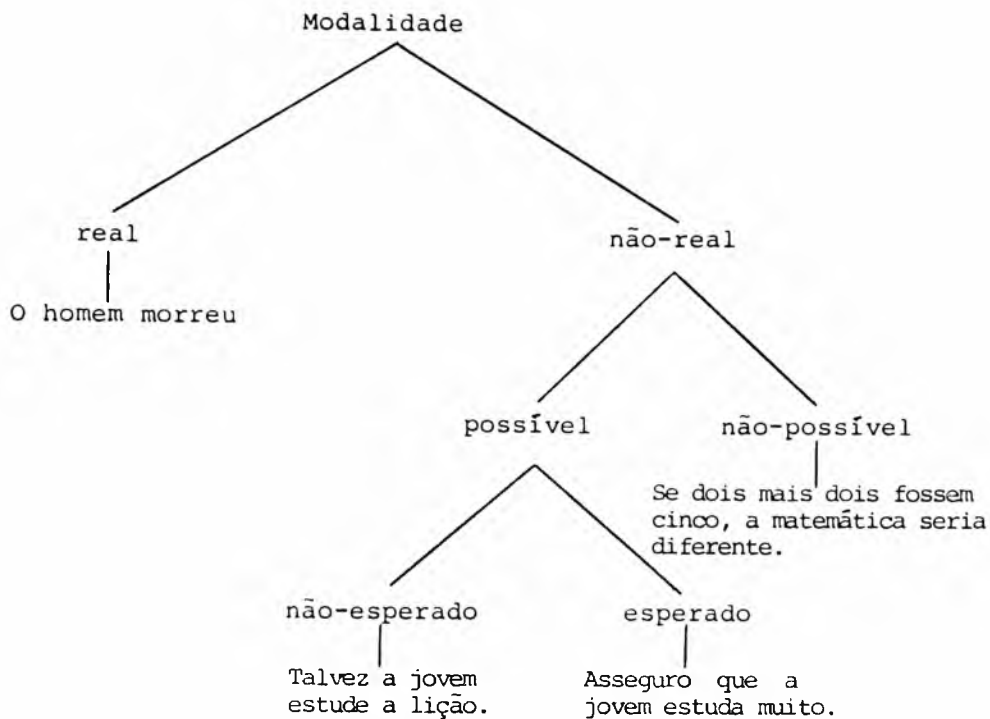 Modalidade
real
não-real
O homem morreu
possível
não-possível
Se dois mais dois fossem
cinco, a matemática seria
diferente.
não-esperado
esperado
Talvez a jovem
estude a lição.
Asseguro que a
jovem estuda muito.